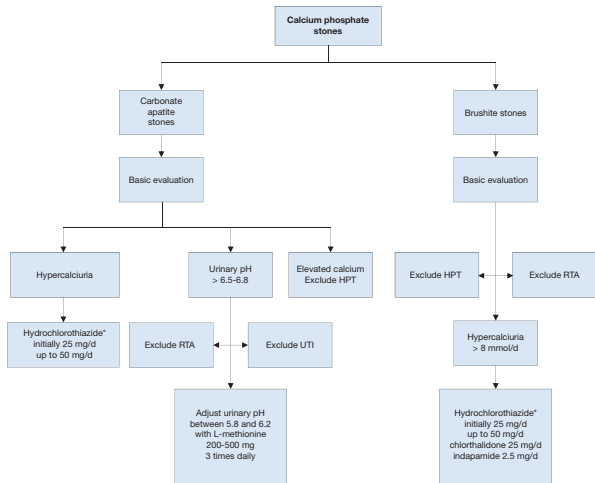 Calcium phosphate
stones
Carbonate
apatite
stones
Brushite stones
Basic evaluation
Basic evaluation
Hypercalciuria
Urinary pH
> 6.5-6.8
Elevated calcium
Exclude HPT
Exclude HPT
Exclude RTA
Hydrochlorothiazide*
initially 25 mg/d
up to 50 mg/d
Exclude RTA
Exclude UTI
Hypercalciuria
> 8 mmol/d
Adjust urinary pH
between 5.8 and 6.2
with L-methionine
200-500 mg
3 times daily
Hydrochlorothiazide*
initially 25 mg/d
up to 50 mg/d
chlorthalidone 25 mg/d
indapamide 2.5 mg/d